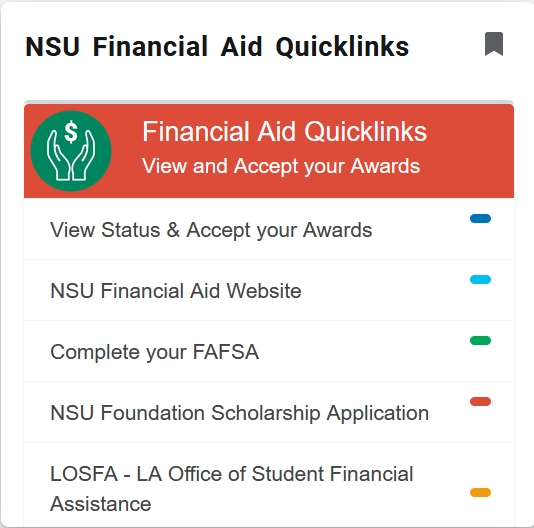 NSU Financial Aid Quicklinks
$
Financial Aid Quicklinks
View and Accept your Awards
View Status & Accept your Awards
NSU Financial Aid Website
Complete your FAFSA
NSU Foundation Scholarship Application
LOSFA - LA Office of Student Financial
Assistance